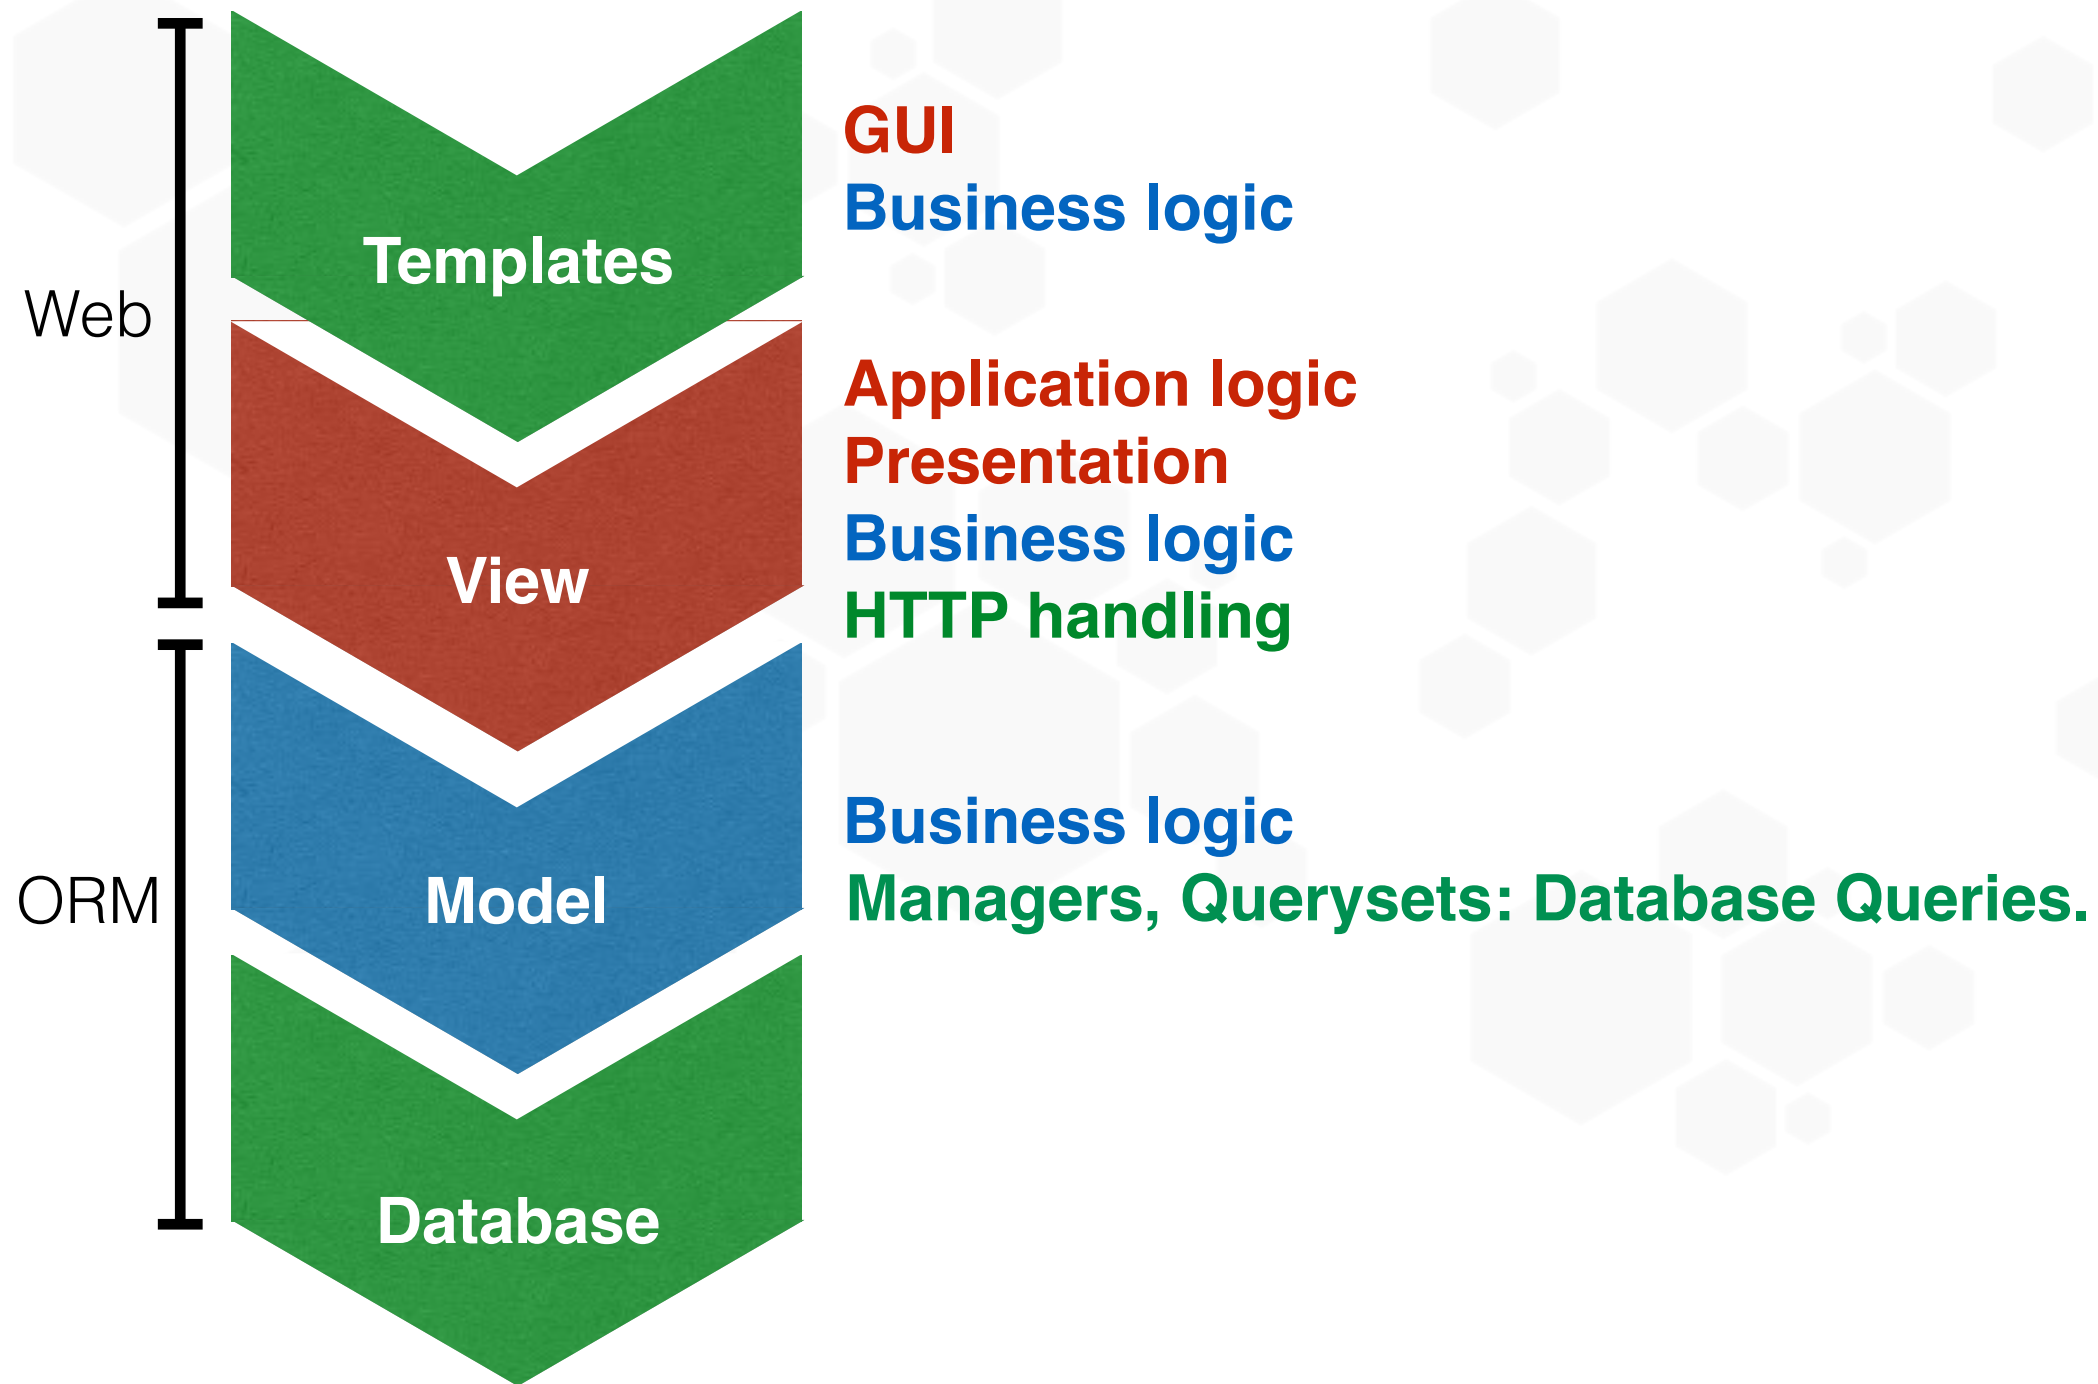 GUI
Business logic
Templates
Web
Application logic
Presentation
Business logic
View
HTTP handling
Business logic
ORM
Model
Managers, Querysets: Database Queries.
Database